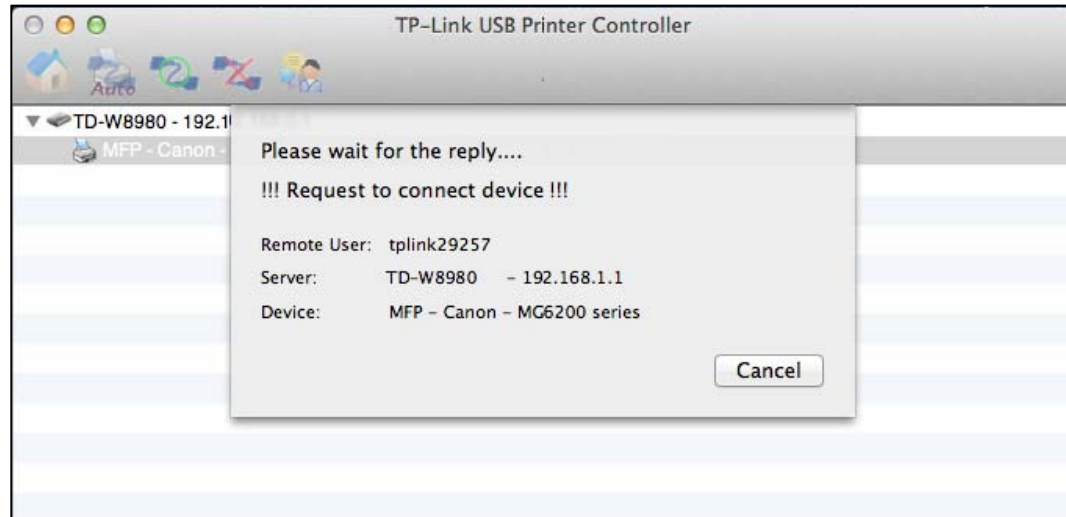 TP-Link USB Printer Controller
Auto
TD-W8980 - 192.1
MFP - Canon -
Please wait for the reply....
!!! Request to connect device !!!
Remote User: tplink29257
Server: TD-W8980 - 192.168.1.1
Device: MFP - Canon - MG6200 series
Cancel